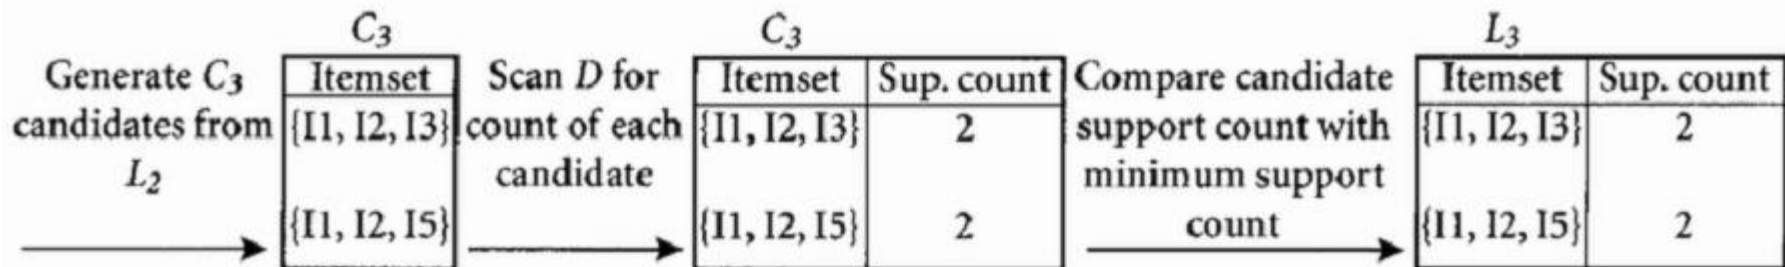 C3
Generate C3
candidates from
L2
Itemset
{I1, I2, I3}
{I1, I2, I5}
Scan D for
count of each
candidate
C3
Itemset Sup. count
{I1, I2, I3} 2
{I1, I2, I5} 2
Compare candidate
support count with
minimum support
count
L3
Itemset Sup. count
{I1, I2, I3} 2
{I1, I2, I5} 2